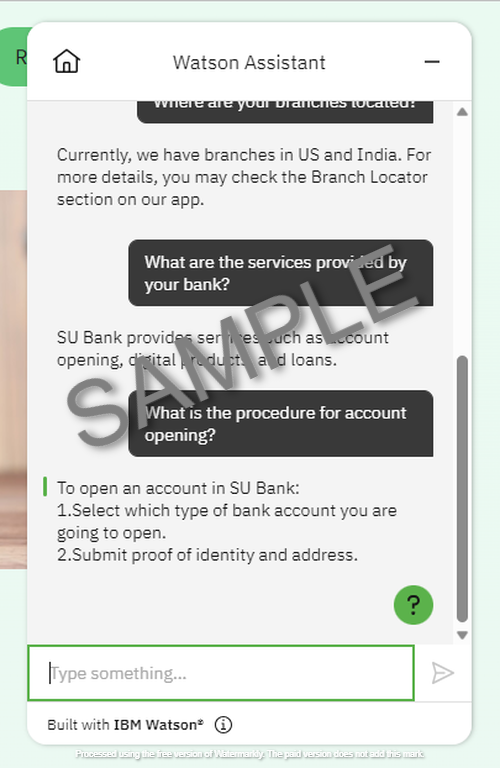 R
Watson Assistant
Where are your branches located?
Currently, we have branches in US and India. For
more details, you may check the Branch Locator
section on our app.
What are the services provided by
your bank?
SU Bank provides services such as account
opening, digital products, and loans.
SAMPLE
What is the procedure for account
opening?
To open an account in SU Bank:
1.Select which type of bank account you are
going to open.
2.Submit proof of identity and address.
?
Type something...
Built with IBM Watson®
Processed using the free version of Watermarkly. The paid version does not add this mark.